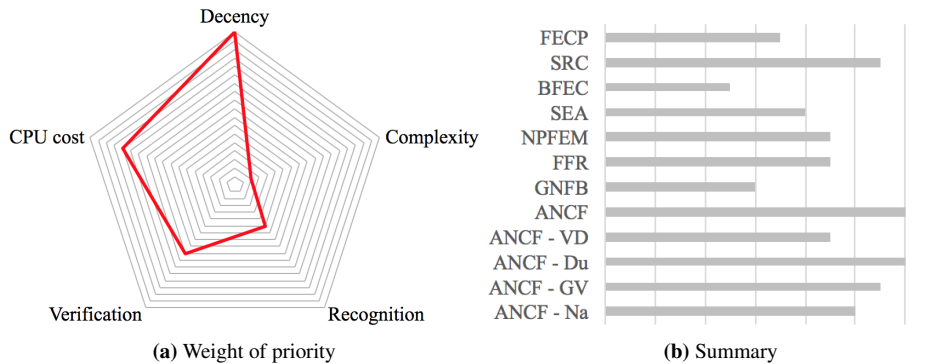 Decency
CPU cost
Complexity
Verification
Recognition
(a) Weight of priority
FECP
SRC
BFEC
SEA
NPFEM
FFR
GNFB
ANCF
ANCF - VD
ANCF - Du
ANCF - GV
ANCF - Na
(b) Summary